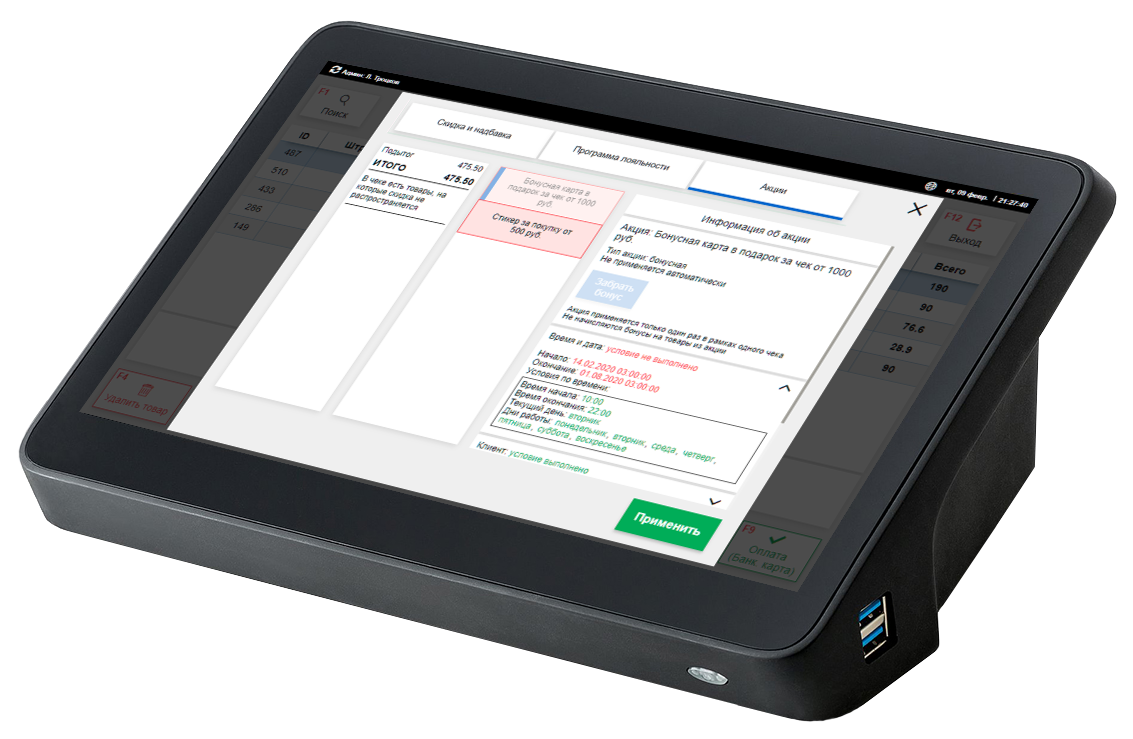 Админ: Л. Троцков
пт, 09 февр. | 21:27:40
F1
Поиск
ID
Штр
487
510
433
286
149
F4
Удалить товар
Скидка и надбавка
Программа лояльности
Акции
Подытог 475.50
ИТОГО 475.50
В чеке есть товары, на
которые скидка не
распространяется
Бонусная карта в
подарок за чек от 1000
руб.
Стикер за покупку от
500 руб.
Информация об акции
Акция: Бонусная карта в подарок за чек от 1000
руб.
Тип акции: бонусная
Не применяется автоматически
Забрать
бонус
Акция применяется только один раз в рамках одного чека
Не начисляются бонусы на товары из акции
Время и дата: условие не выполнено
Начало: 14.02.2020 03:00:00
Окончание: 01.08.2020 03:00:00
Условия по времени:
Время начала: 10:00
Время окончания: 22:00
Текущий день: вторник
Дни работы: понедельник, вторник, среда, четверг,
пятница, суббота, воскресенье
Клиент: условие выполнено
Применить
F12
Выход
Всего
190
90
76.6
28.9
90
F9
Оплата
(Банк. карта)